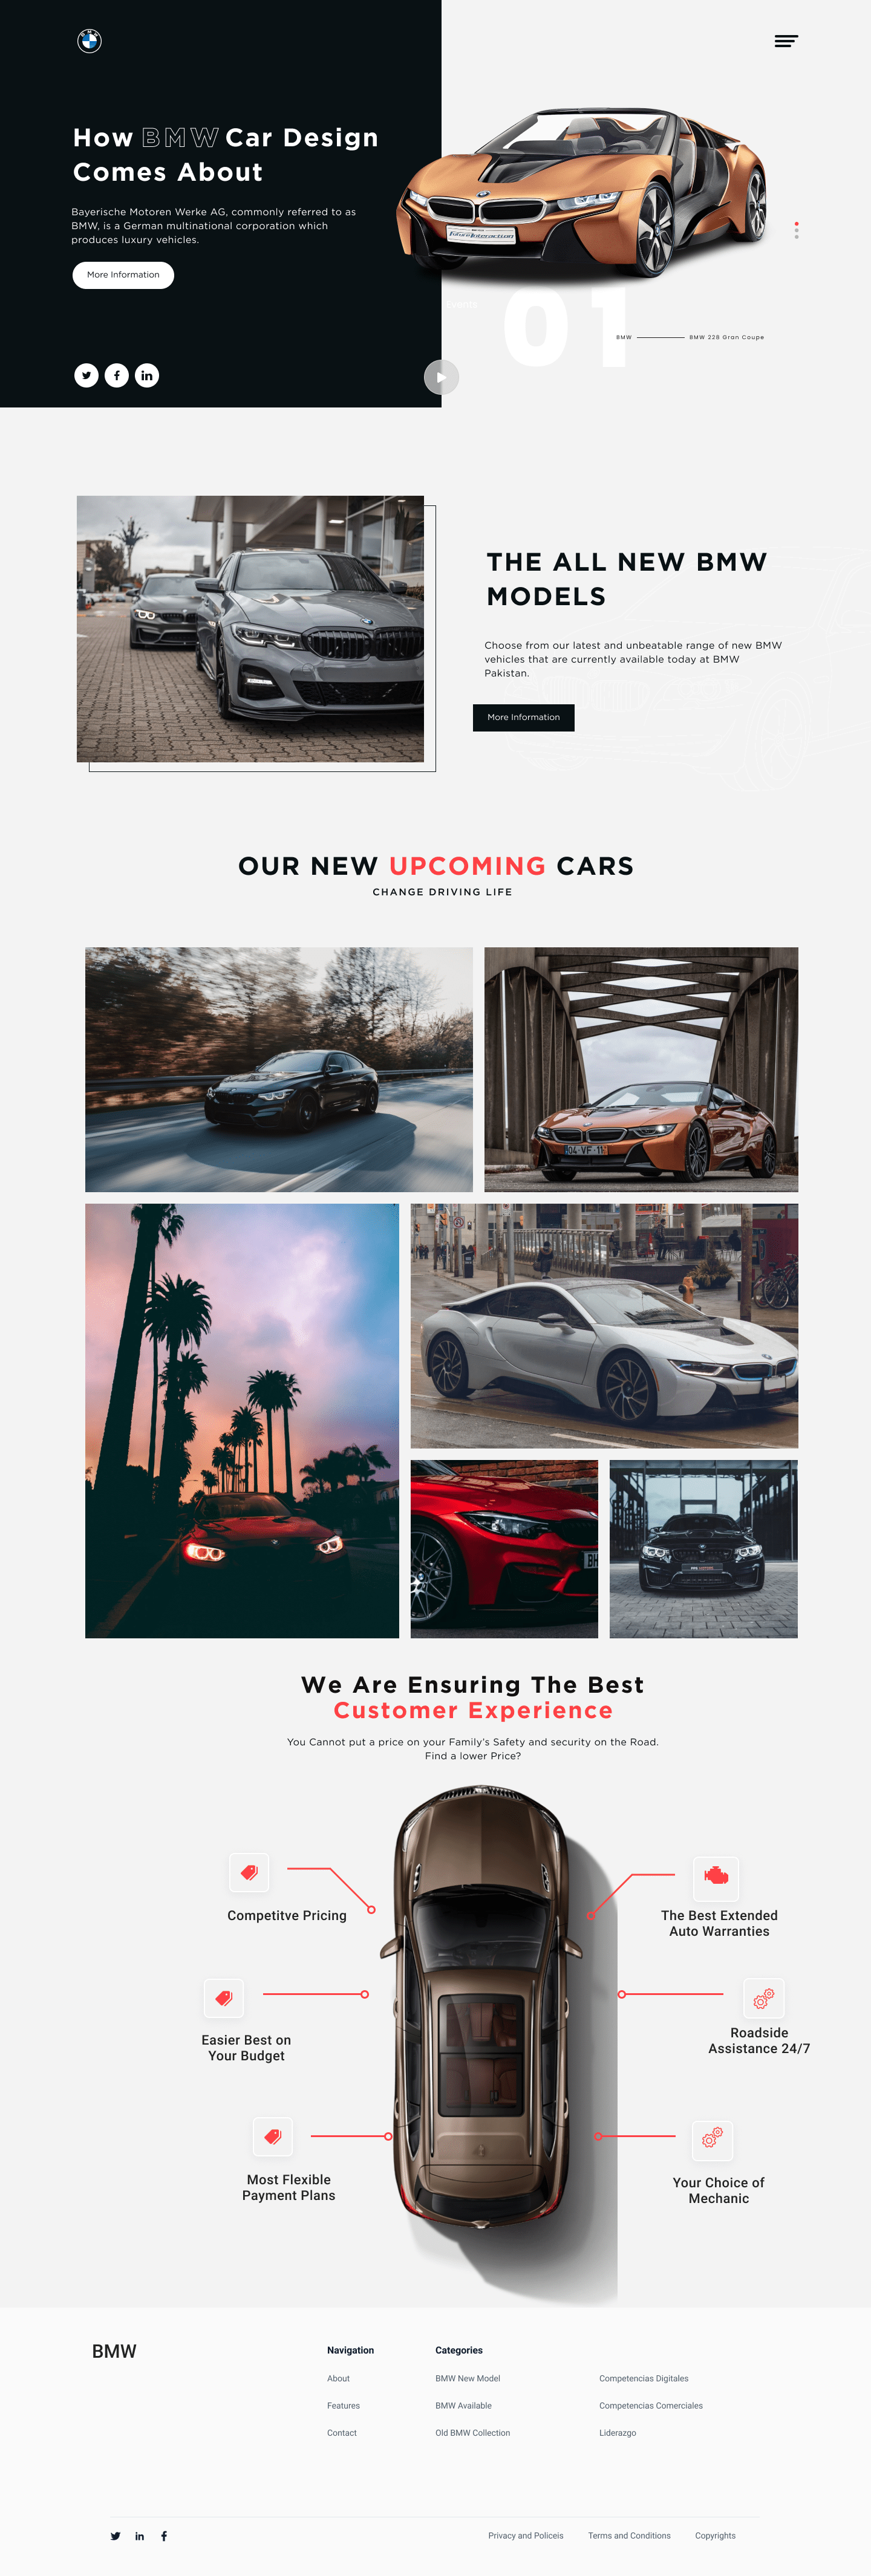 How BMW Car Design
Comes About
Bayerische Motoren Werke AG, commonly referred to as
BMW, is a German multinational corporation which
produces luxury vehicles.
More Information
Future Interaction
01
BMW
BMW 228 Gran Coupe
THE ALL NEW BMW
MODELS
Choose from our latest and unbeatable range of new BMW
vehicles that are currently available today at BMW
Pakistan.
More Information
OUR NEW UPCOMING CARS
CHANGE DRIVING LIFE
04 VF 11
BH
We Are Ensuring The Best
Customer Experience
You Cannot put a price on your Family's Safety and security on the Road.
Find a lower Price?
Competitve Pricing
The Best Extended
Auto Warranties
Easier Best on
Your Budget
Roadside
Assistance 24/7
Most Flexible
Payment Plans
Your Choice of
Mechanic
BMW
Navigation
Categories
About
BMW New Model
Competencias Digitales
Features
BMW Available
Competencias Comerciales
Contact
Old BMW Collection
Liderazgo
Privacy and Policeis
Terms and Conditions
Copyrights